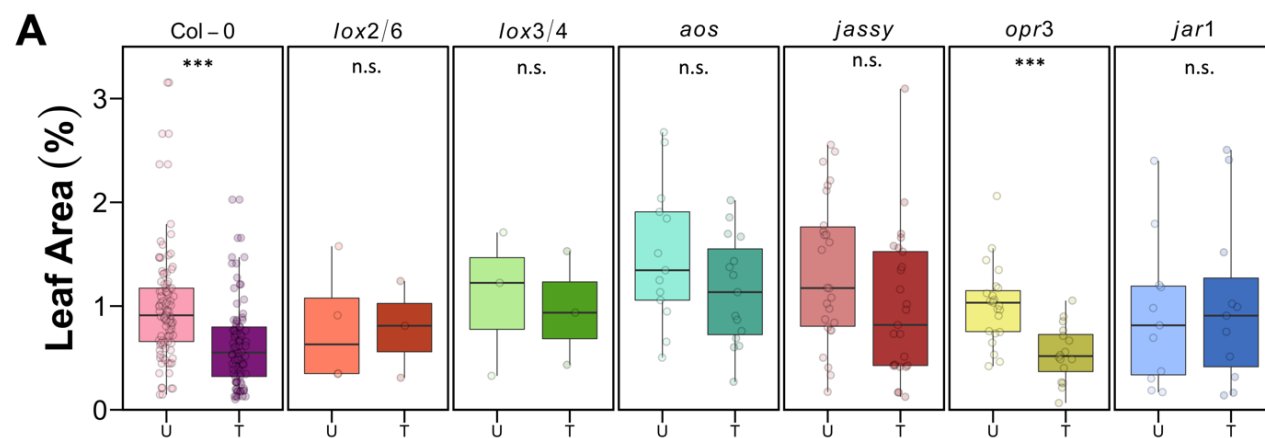 A
Col – 0 lox2/6 lox3/4 aos jassy opr3 jar1
*** n.s. n.s. n.s. n.s. *** n.s.
Leaf Area (%)
3
2
1
0
U T U T U T U T U T U T U T